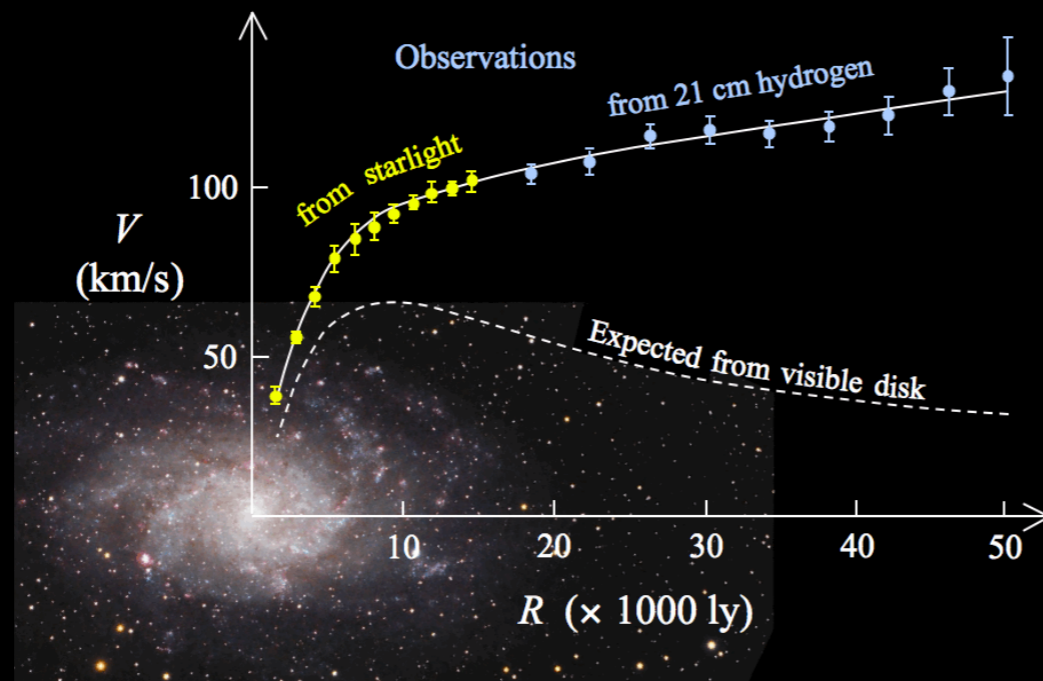 Observations
from 21 cm hydrogen
from starlight
100
V
(km/s)
50
Expected from visible disk
10 20 30 40 50
R (× 1000 ly)